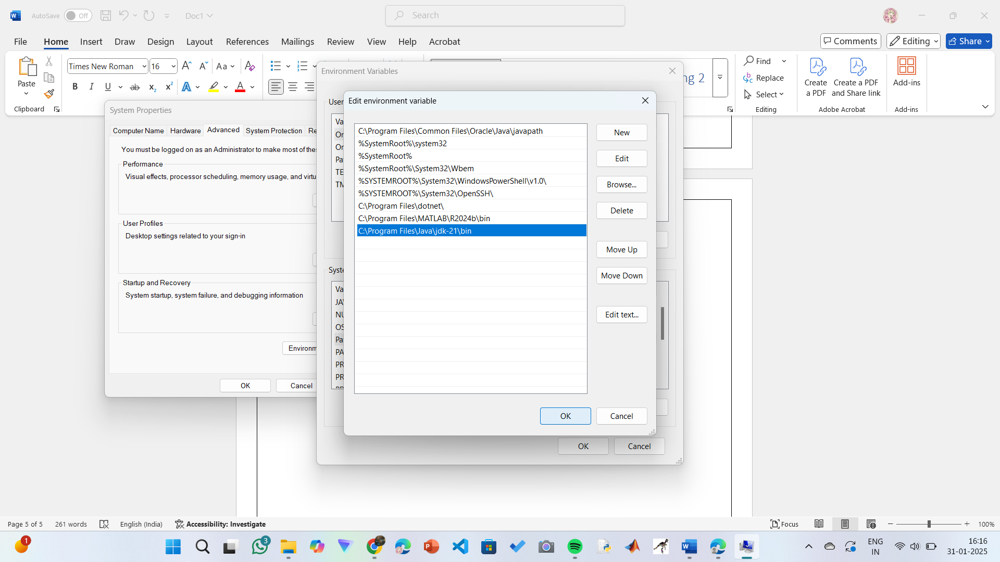 AutoSave Off Doc1 Search
File Home Insert Draw Design Layout References Mailings Review View Help Acrobat Comments Editing Share
Paste
Clipboard
Times New Roman 16 Aa
B I U ab x₂ x² A A
ng 2
Find
Replace
Select
Editing
Create a PDF
Create a PDF and Share link
Adobe Acrobat
Add-ins
Add-ins
System Properties
Computer Name Hardware Advanced System Protection Re
You must be logged on as an Administrator to make most of thes
Performance
Visual effects, processor scheduling, memory usage, and virtu
User Profiles
Desktop settings related to your sign-in
Startup and Recovery
System startup, system failure, and debugging information
Environm
OK Cancel
Environment Variables
User
Va
On
On
Pa
TE
TM
Syste
Va
JA
NU
OS
Pa
PA
PR
PR
OK Cancel
Edit environment variable
C:\Program Files\Common Files\Oracle\Java\javapath
%SystemRoot%\system32
%SystemRoot%
%SystemRoot%\System32\Wbem
%SYSTEMROOT%\System32\WindowsPowerShell\v1.0\
%SYSTEMROOT%\System32\OpenSSH\
C:\Program Files\dotnet\
C:\Program Files\MATLAB\R2024b\bin
C:\Program Files\Java\jdk-21\bin
New
Edit
Browse...
Delete
Move Up
Move Down
Edit text...
OK Cancel
Page 5 of 5 261 words English (India) Accessibility: Investigate Focus 100%
1 3 ENG
IN
16:16
31-01-2025